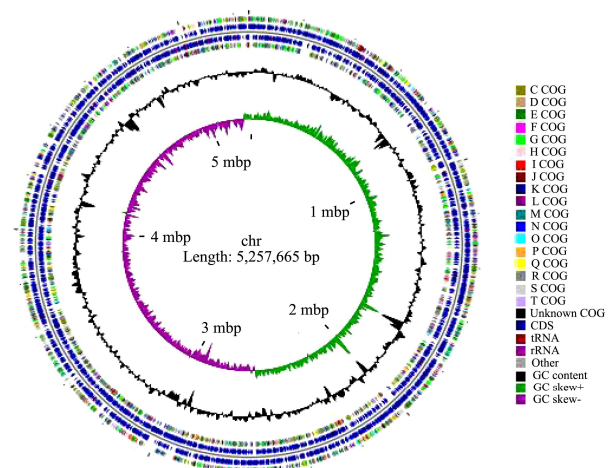 5 mbp
1 mbp
4 mbp
chr
Length: 5,257,665 bp
2 mbp
3 mbp
C COG
D COG
E COG
F COG
G COG
H COG
I COG
J COG
K COG
L COG
M COG
N COG
O COG
P COG
Q COG
R COG
S COG
T COG
Unknown COG
CDS
tRNA
rRNA
Other
GC content
GC skew+
GC skew-